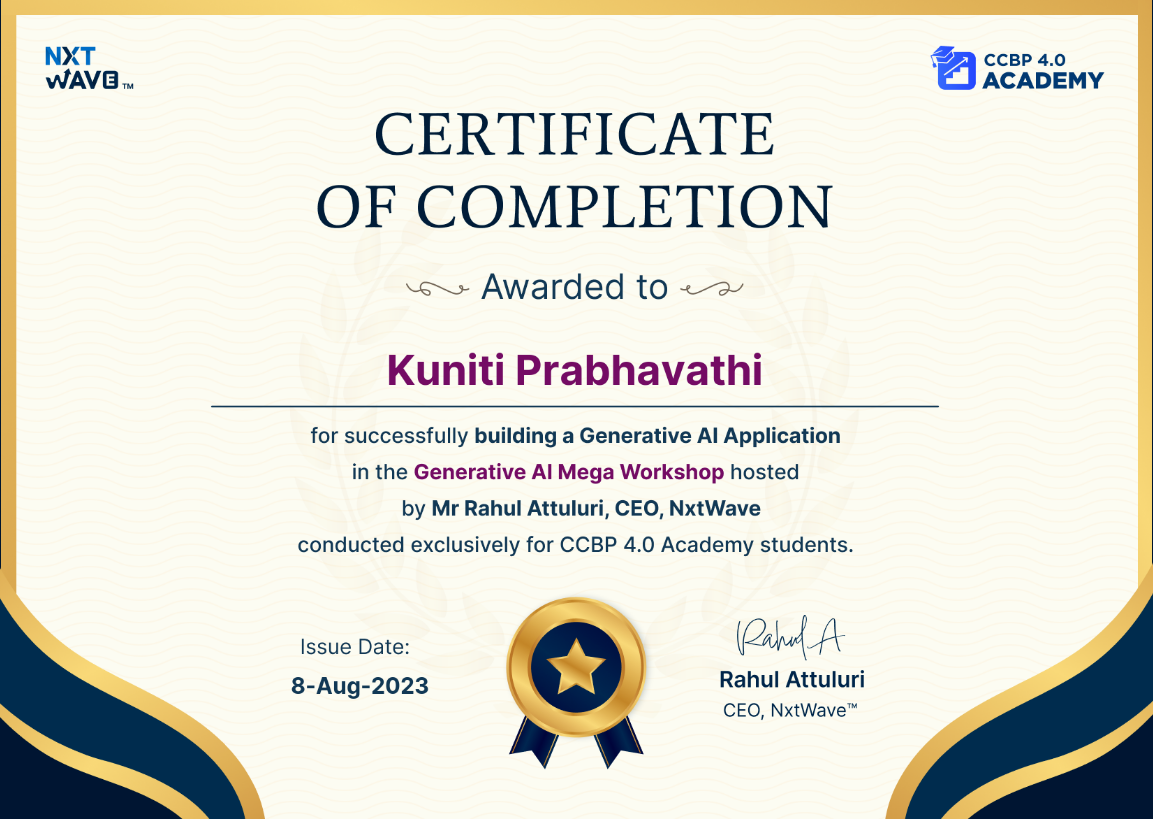 NXT
WAVE™
CCBP 4.0
ACADEMY
CERTIFICATE
OF COMPLETION
Awarded to
Kuniti Prabhavathi
for successfully building a Generative AI Application
in the Generative AI Mega Workshop hosted
by Mr Rahul Attuluri, CEO, NxtWave
conducted exclusively for CCBP 4.0 Academy students.
Issue Date:
8-Aug-2023
Rahul A
Rahul Attuluri
CEO, NxtWave™